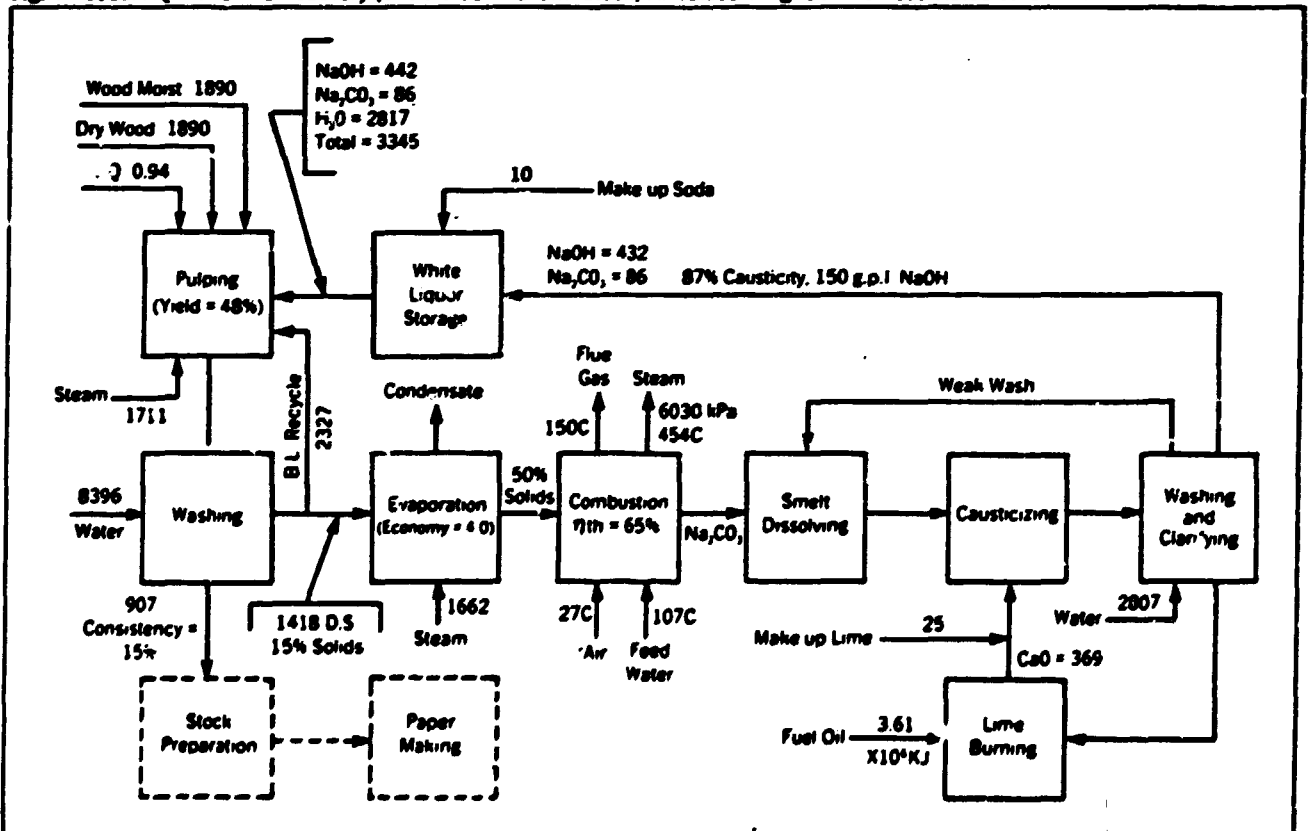 Wood Moist 1890
Dry Wood 1890
0.94
NaOH = 442
Na₂CO₃ = 86
H₂O = 2817
Total = 3345
10
Make up Soda
Pulping
(Yield = 48%)
White
Liquor
Storage
NaOH = 432
Na₂CO₃ = 86 87% Causticity, 150 g.p.l NaOH
Steam
1711
B L Recycle
2327
Condensate
Flue
Gas
150C
Steam
6030 kPa
454C
Weak Wash
8396
Water
Washing
Evaporation
(Economy = 4 0)
50%
Solids
Combustion
ηth = 65%
Na₂CO₃
Smelt
Dissolving
Causticizing
Washing
and
907
Consistency =
15%
1418 D.S
15% Solids
1662
Steam
27C
Air
107C
Feed
Water
Make up Lime
25
CaO = 369
Water
2807
Stock
Preparation
Paper
Making
Fuel Oil
3.61
X10⁶KJ
Lime
Burning